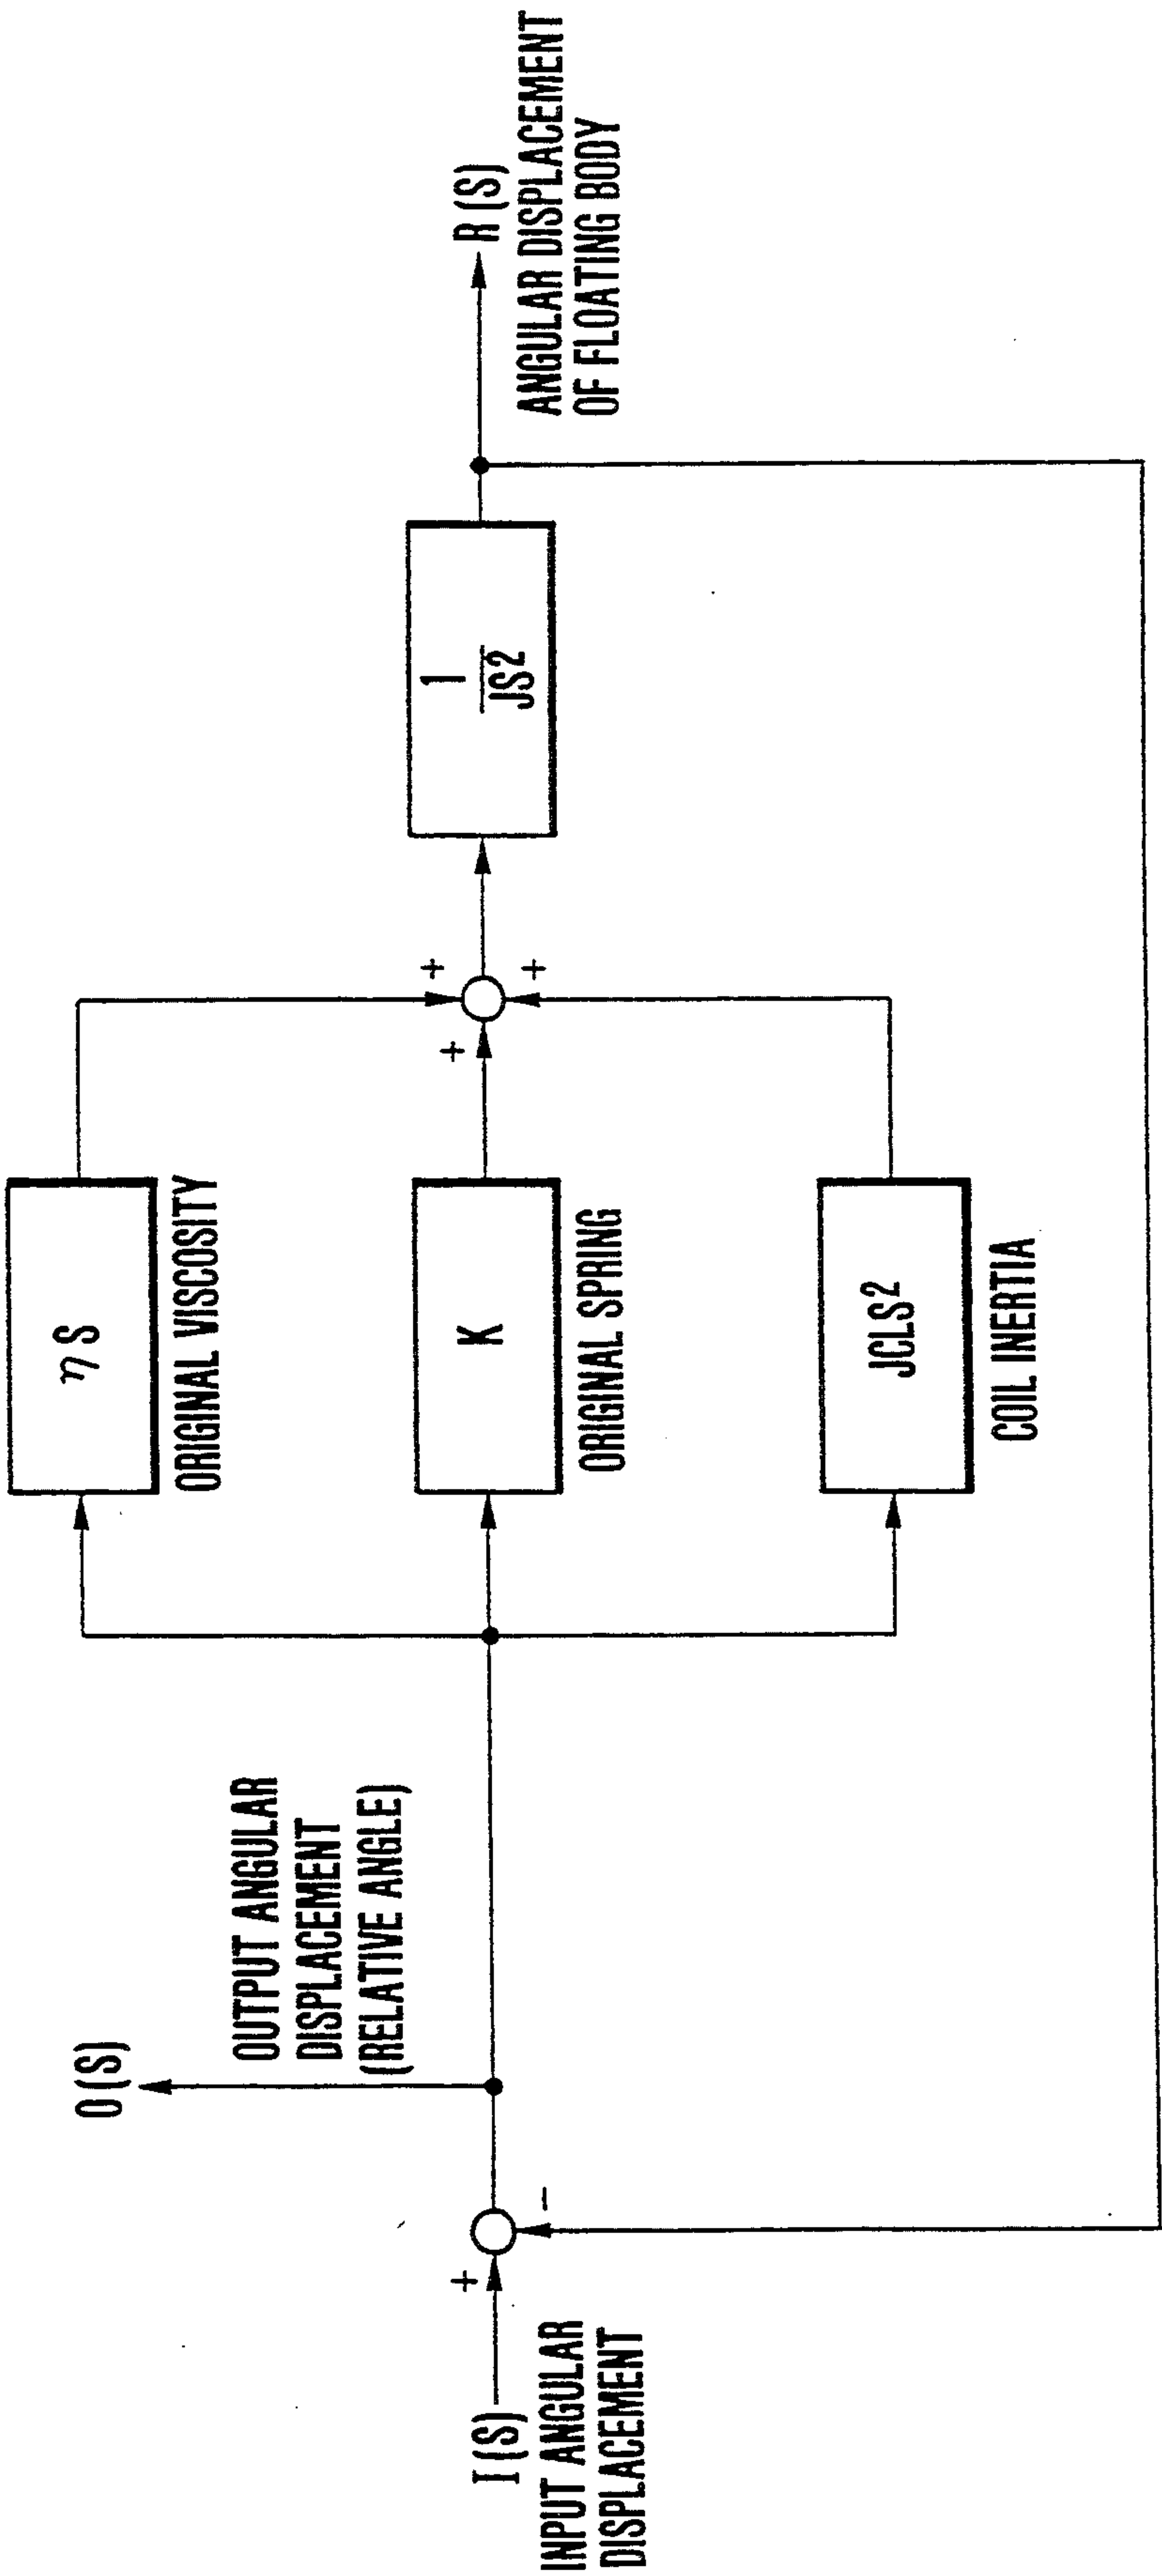 O(S)
OUTPUT ANGULAR
DISPLACEMENT
(RELATIVE ANGLE)
I(S)
INPUT ANGULAR
DISPLACEMENT
+
−
ηS
ORIGINAL VISCOSITY
K
ORIGINAL SPRING
JCLS²
COIL INERTIA
+
+
+
1
JS²
R(S)
ANGULAR DISPLACEMENT
OF FLOATING BODY